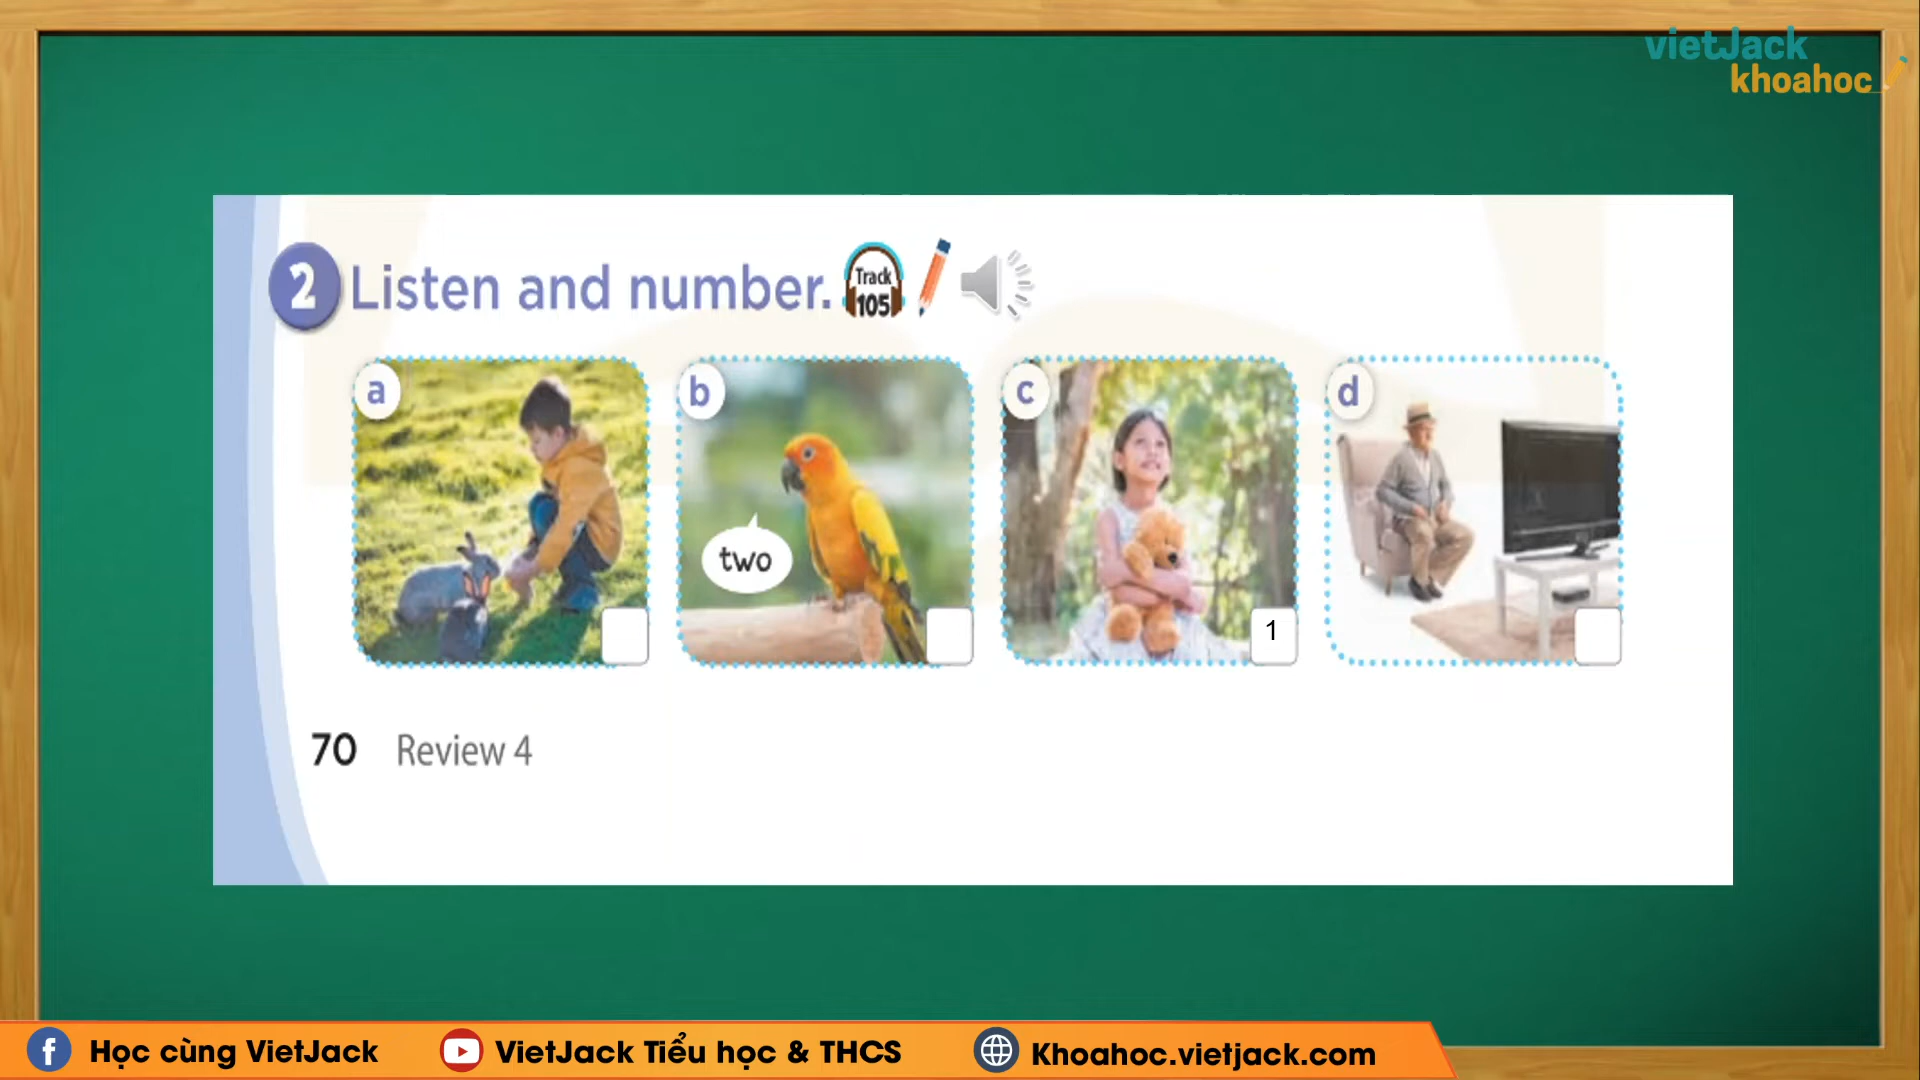 vietJack
khoahoc
2 Listen and number. Track 105
a
b
c
d
two
1
70 Review 4
Học cùng VietJack
VietJack Tiểu học & THCS
Khoahoc.vietjack.com